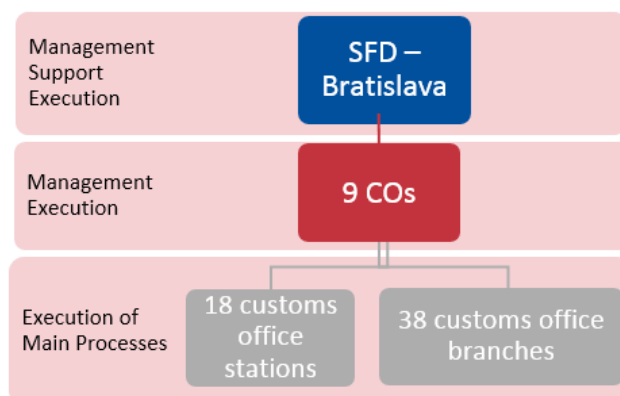 Management
Support
Execution
SFD –
Bratislava
Management
Execution
9 COs
Execution of
Main Processes
18 customs
office
stations
38 customs office
branches